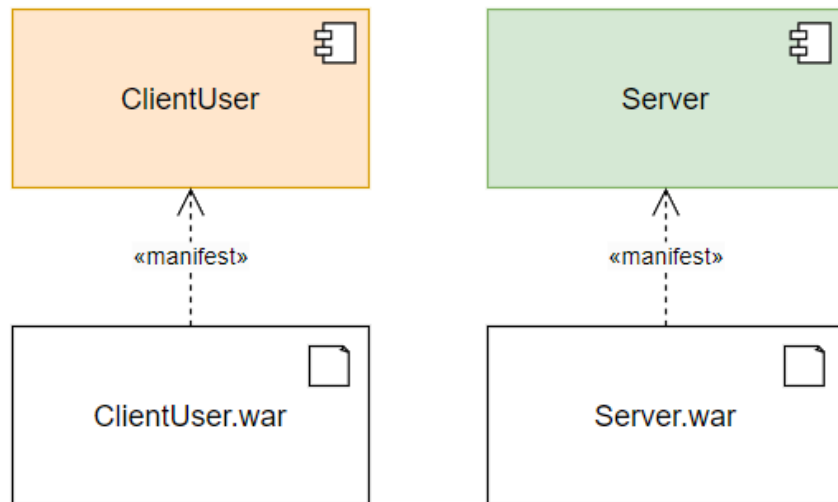 ClientUser
Server
«manifest»
«manifest»
ClientUser.war
Server.war